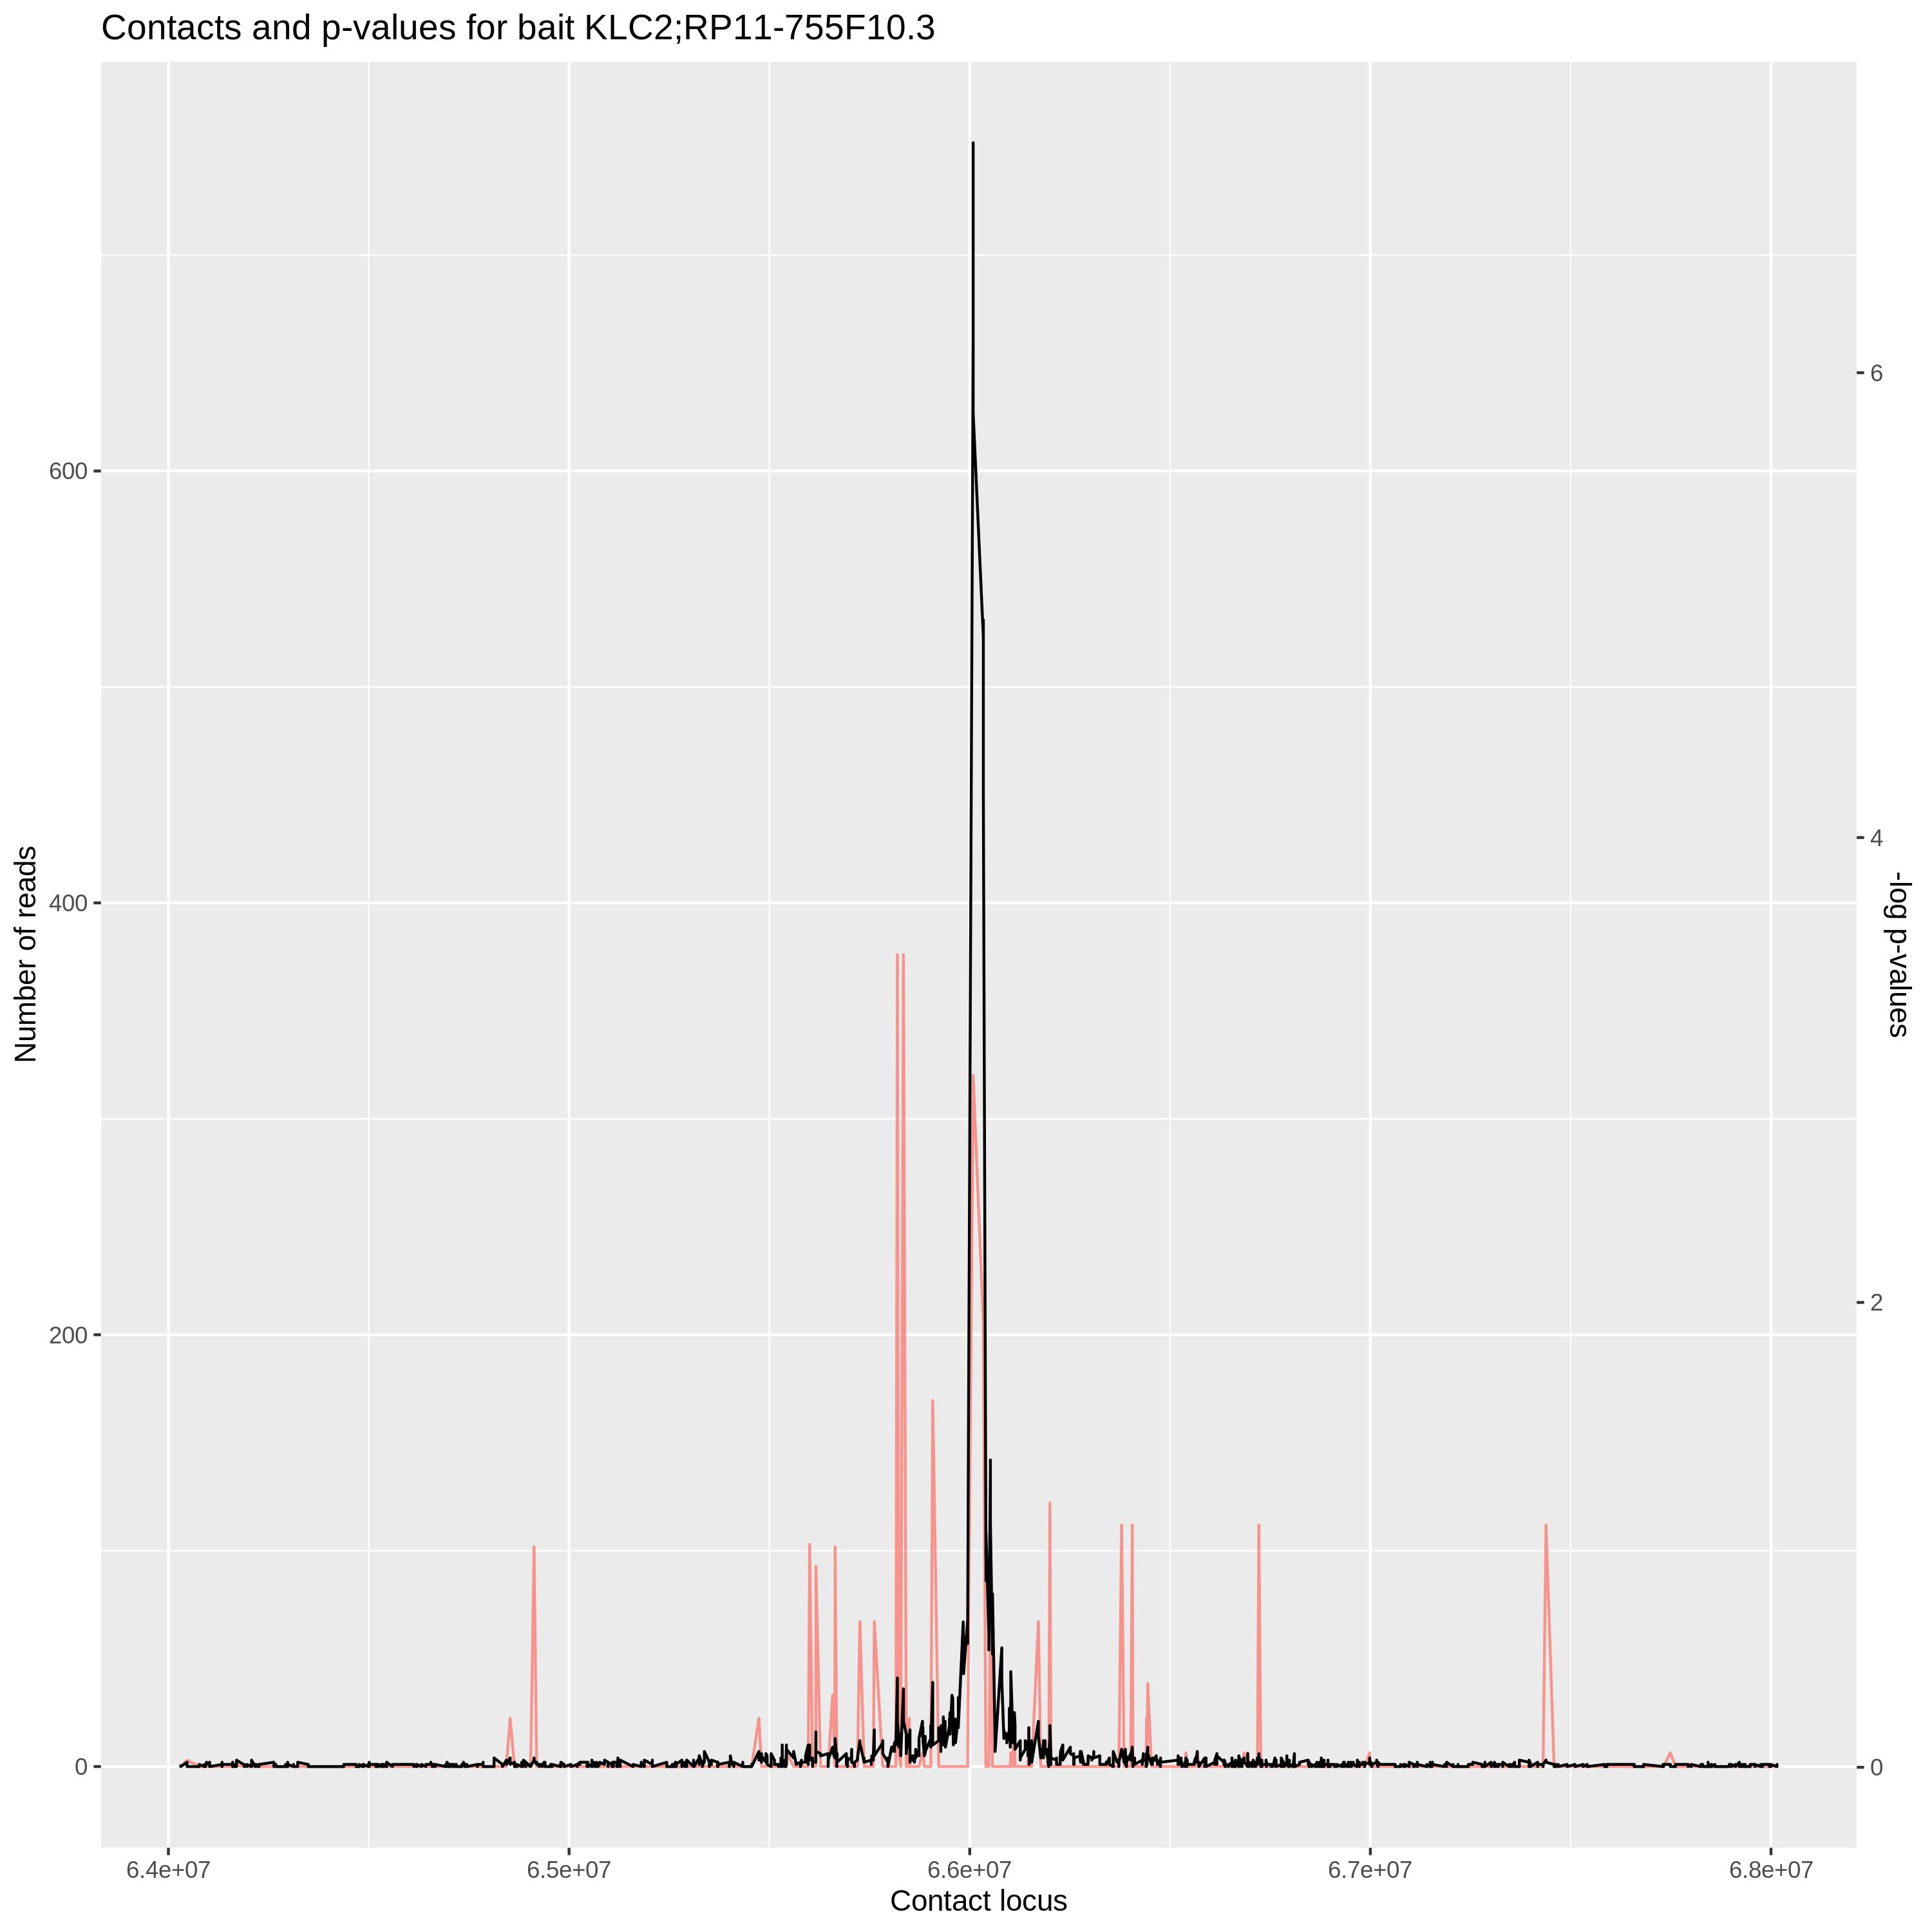 Contacts and p-values for bait KLC2;RP11-755F10.3
Number of reads
600
400
200
0
6
4
2
0
-log p-values
6.4e+07
6.5e+07
6.6e+07
6.7e+07
6.8e+07
Contact locus